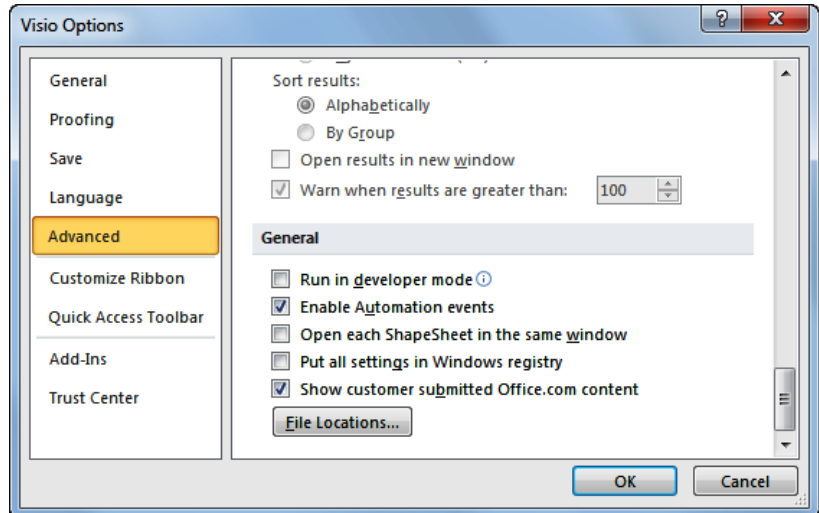 Visio Options
General
Proofing
Save
Language
Advanced
Customize Ribbon
Quick Access Toolbar
Add-Ins
Trust Center
Sort results:
Alphabetically
By Group
Open results in new window
Warn when results are greater than: 100
General
Run in developer mode
Enable Automation events
Open each ShapeSheet in the same window
Put all settings in Windows registry
Show customer submitted Office.com content
File Locations...
OK Cancel